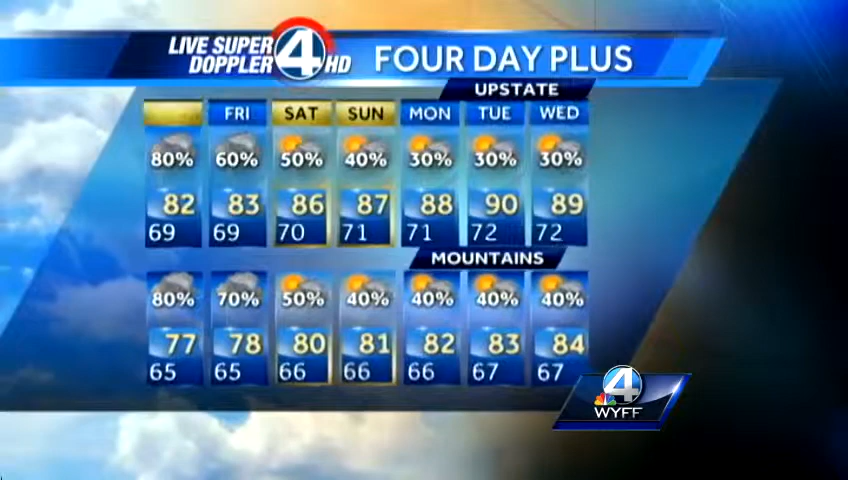 LIVE SUPER
DOPPLER 4 HD
FOUR DAY PLUS
UPSTATE
FRI SAT SUN MON TUE WED
80% 60% 50% 40% 30% 30% 30%
82 83 86 87 88 90 89
69 69 70 71 71 72 72
MOUNTAINS
80% 70% 50% 40% 40% 40% 40%
77 78 80 81 82 83 84
65 65 66 66 66 67 67
4
WYFF